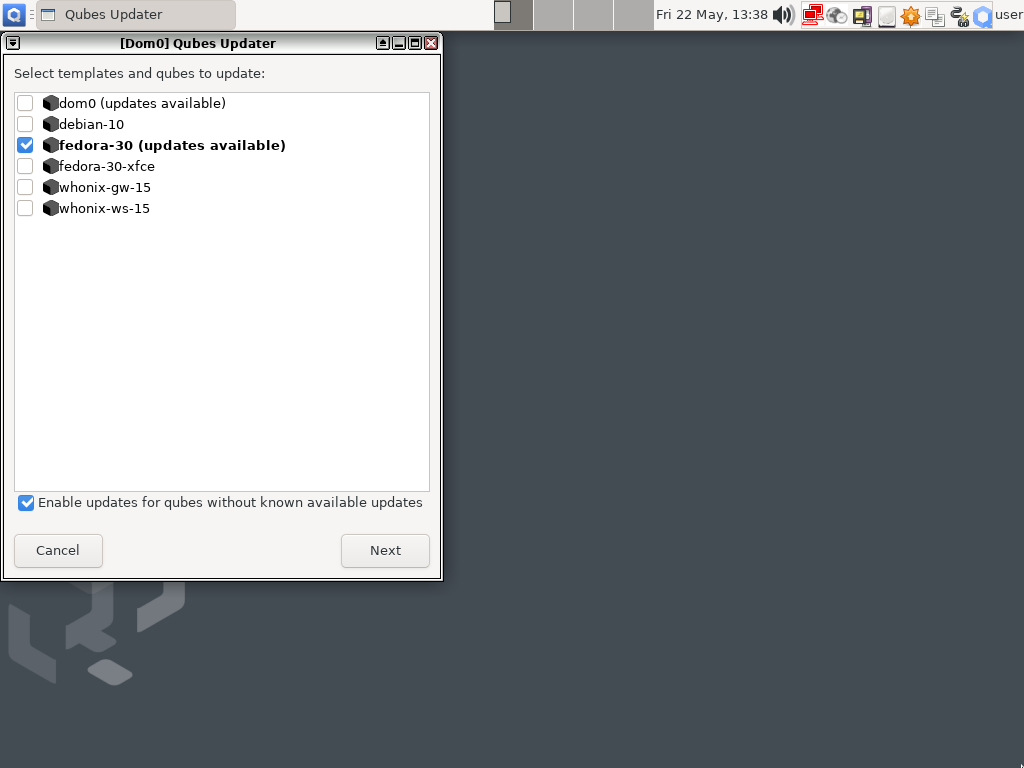 Qubes Updater
Fri 22 May, 13:38
user
[Dom0] Qubes Updater
Select templates and qubes to update:
dom0 (updates available)
debian-10
fedora-30 (updates available)
fedora-30-xfce
whonix-gw-15
whonix-ws-15
Enable updates for qubes without known available updates
Cancel
Next